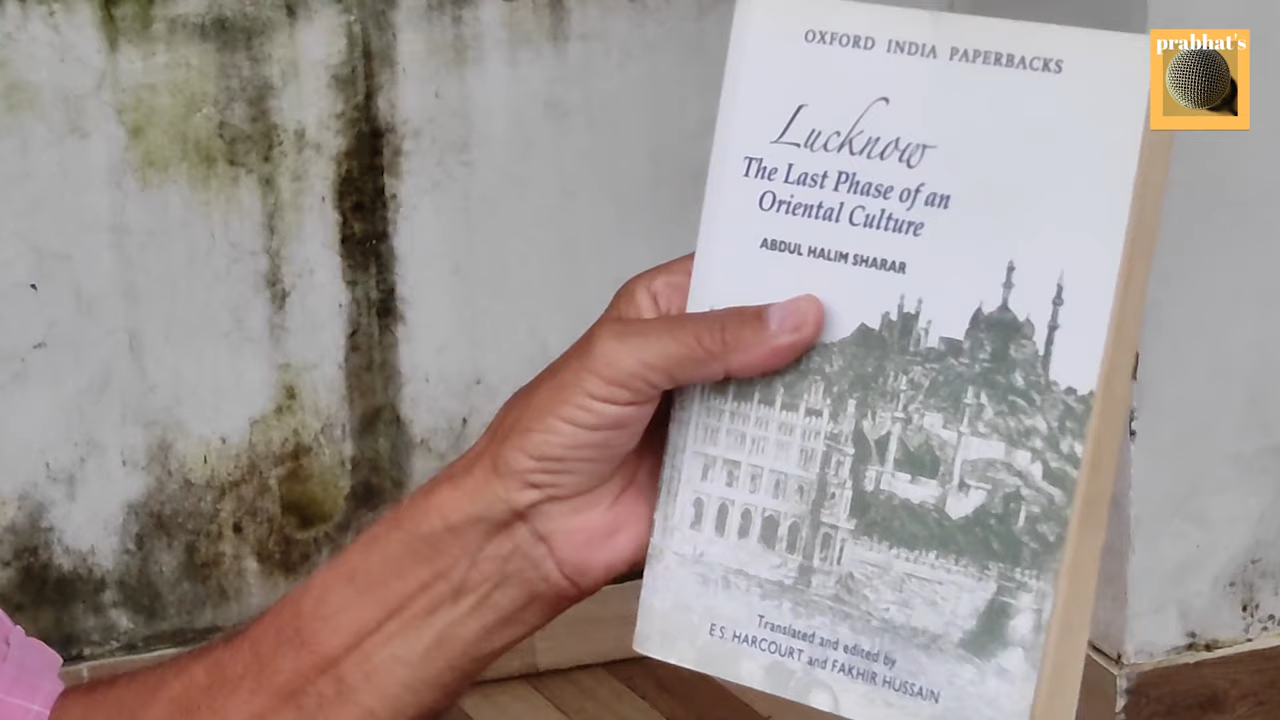 OXFORD INDIA PAPERBACKS
Lucknow
The Last Phase of an
Oriental Culture
ABDUL HALIM SHARAR
Translated and edited by
E.S. HARCOURT and FAKHIR HUSSAIN
prabhat's